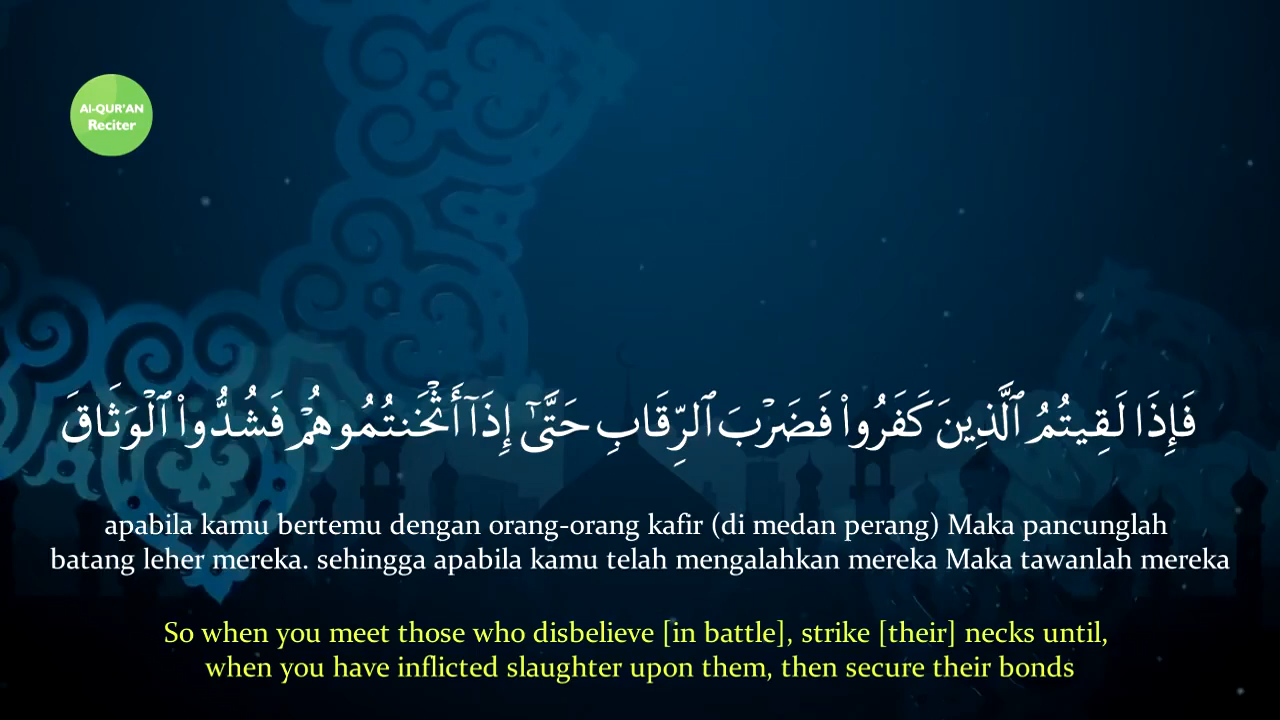 Al-QUR'AN
Reciter
فَإِذَا لَقِيتُمُ ٱلَّذِينَ كَفَرُوا۟ فَضَرْبَ ٱلرِّقَابِ حَتَّىٰٓ إِذَآ أَثْخَنتُمُوهُمْ فَشُدُّوا۟ ٱلْوَثَاقَ
apabila kamu bertemu dengan orang-orang kafir (di medan perang) Maka pancunglah
batang leher mereka. sehingga apabila kamu telah mengalahkan mereka Maka tawanlah mereka
So when you meet those who disbelieve [in battle], strike [their] necks until,
when you have inflicted slaughter upon them, then secure their bonds